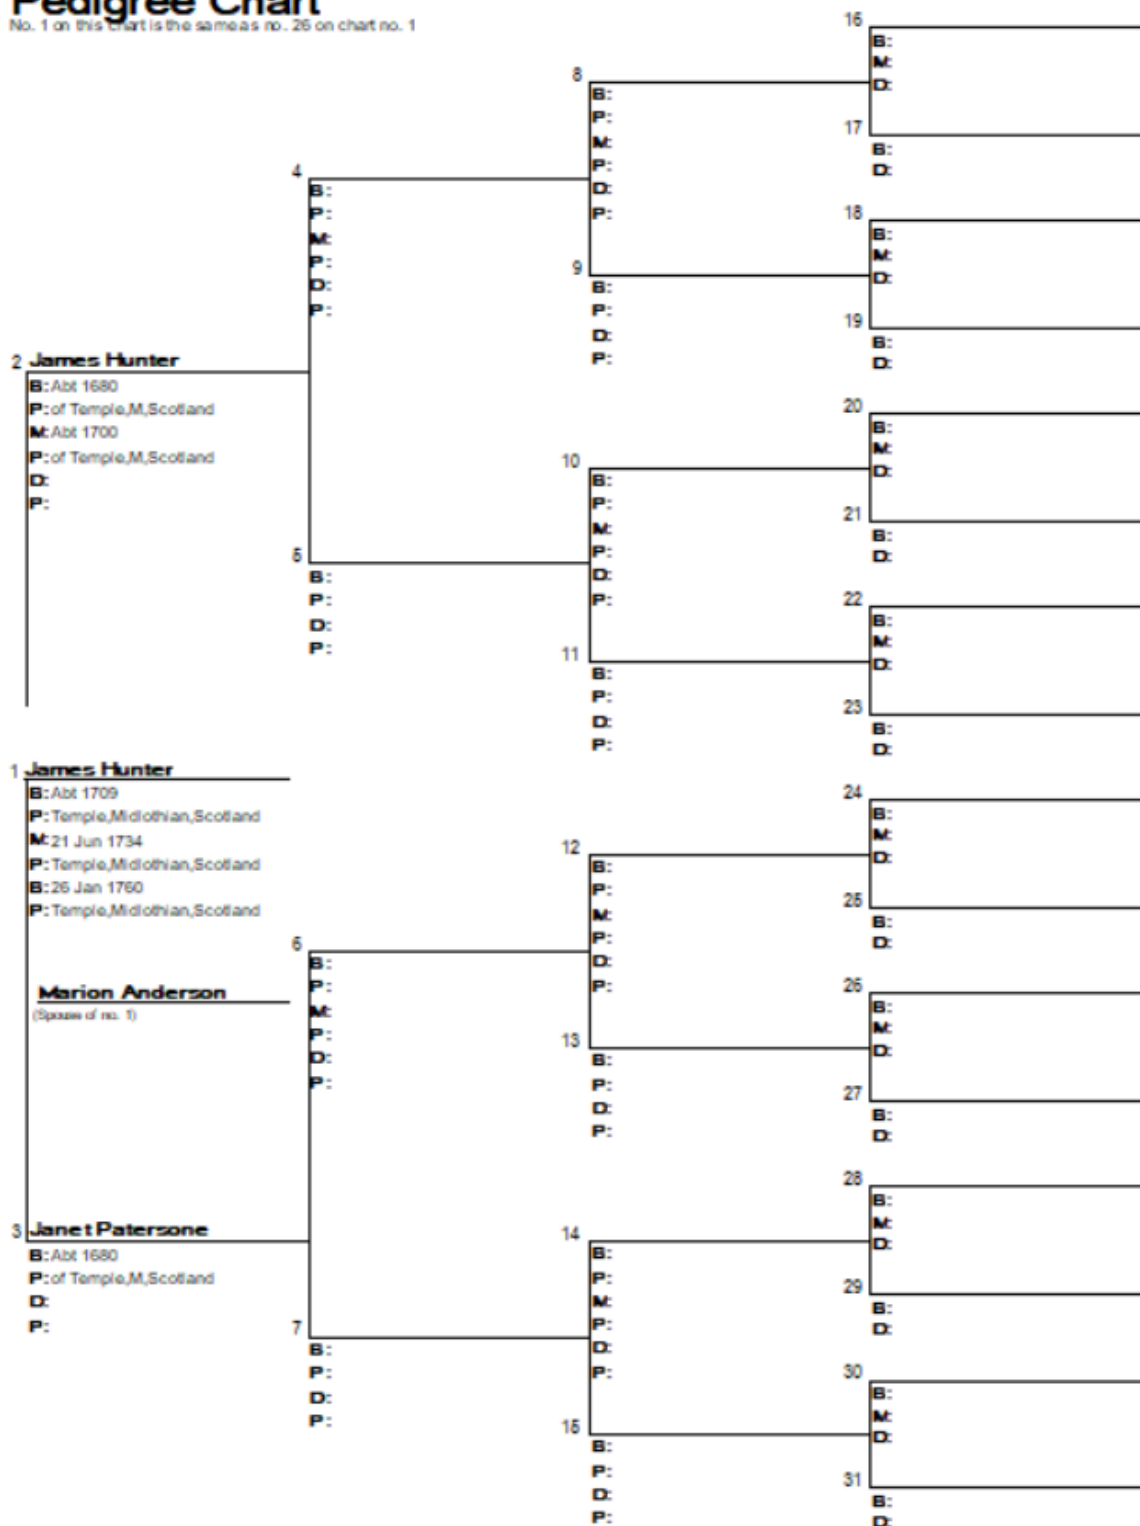 Pedigree Chart
No. 1 on this chart is the same as no. 26 on chart no. 1
2 James Hunter
B: Abt 1680
P: of Temple,M,Scotland
M: Abt 1700
P: of Temple,M,Scotland
D:
P:
1 James Hunter
B: Abt 1709
P: Temple,Midlothian,Scotland
M: 21 Jun 1734
P: Temple,Midlothian,Scotland
B: 26 Jan 1760
P: Temple,Midlothian,Scotland
Marion Anderson
(Spouse of no. 1)
3 Janet Patersone
B: Abt 1680
P: of Temple,M,Scotland
D:
P:
4
B:
P:
M:
P:
D:
P:
5
B:
P:
D:
P:
6
B:
P:
M:
P:
D:
P:
7
B:
P:
D:
P:
8
B:
P:
M:
P:
D:
P:
9
B:
P:
D:
P:
10
B:
P:
M:
P:
D:
P:
11
B:
P:
D:
P:
12
B:
P:
M:
P:
D:
P:
13
B:
P:
D:
P:
14
B:
P:
M:
P:
D:
P:
15
B:
P:
D:
P:
16
B:
M:
D:
17
B:
D:
18
B:
M:
D:
19
B:
D:
20
B:
M:
D:
21
B:
D:
22
B:
M:
D:
23
B:
D:
24
B:
M:
D:
25
B:
D:
26
B:
M:
D:
27
B:
D:
28
B:
M:
D:
29
B:
D:
30
B:
M:
D:
31
B:
D: